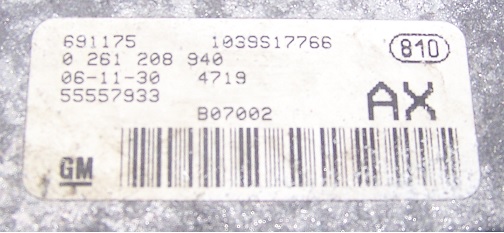 691175 1039S17766 810
0 261 208 940
06-11-30 4719
55557933 AX
B07002
GM